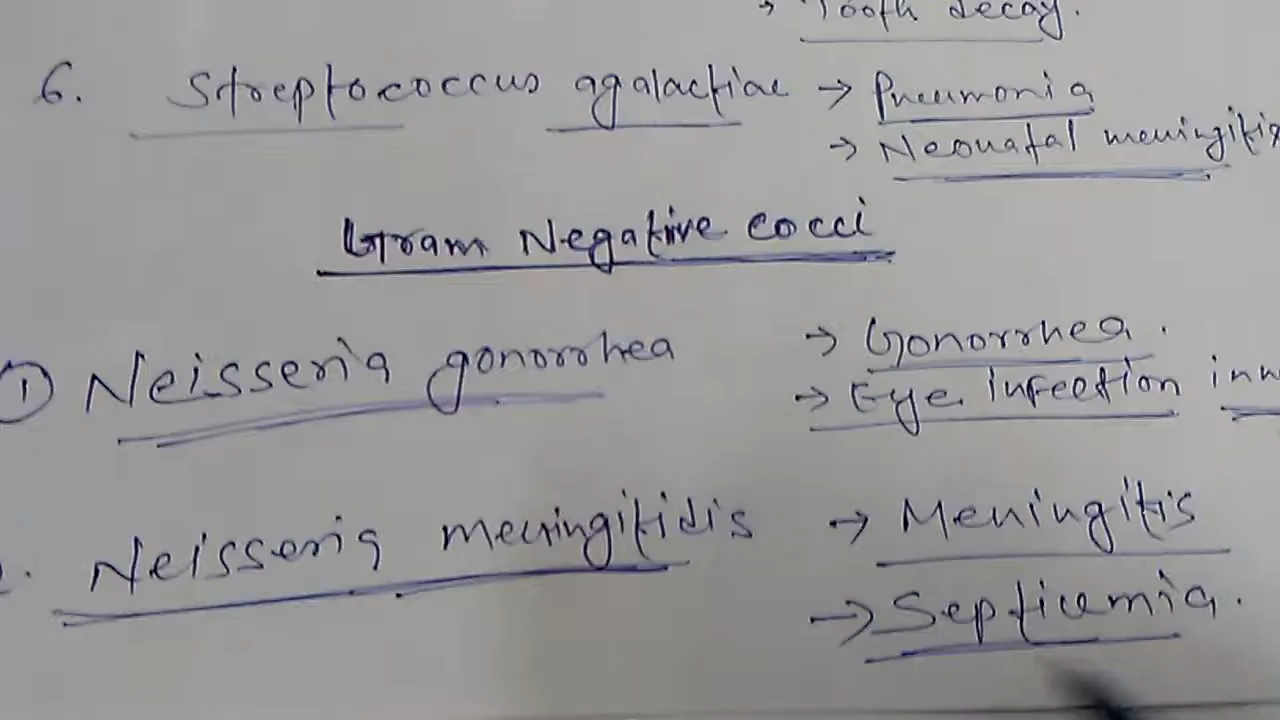 → Tooth decay.
6. Streptococcus agalactiae → Pneumonia
→ Neonatal meningitis
Gram Negative cocci
① Neisseria gonorrhea → Gonorrhea.
→ Eye infection
Neisseria meningitidis → Meningitis
→ Septicemia.